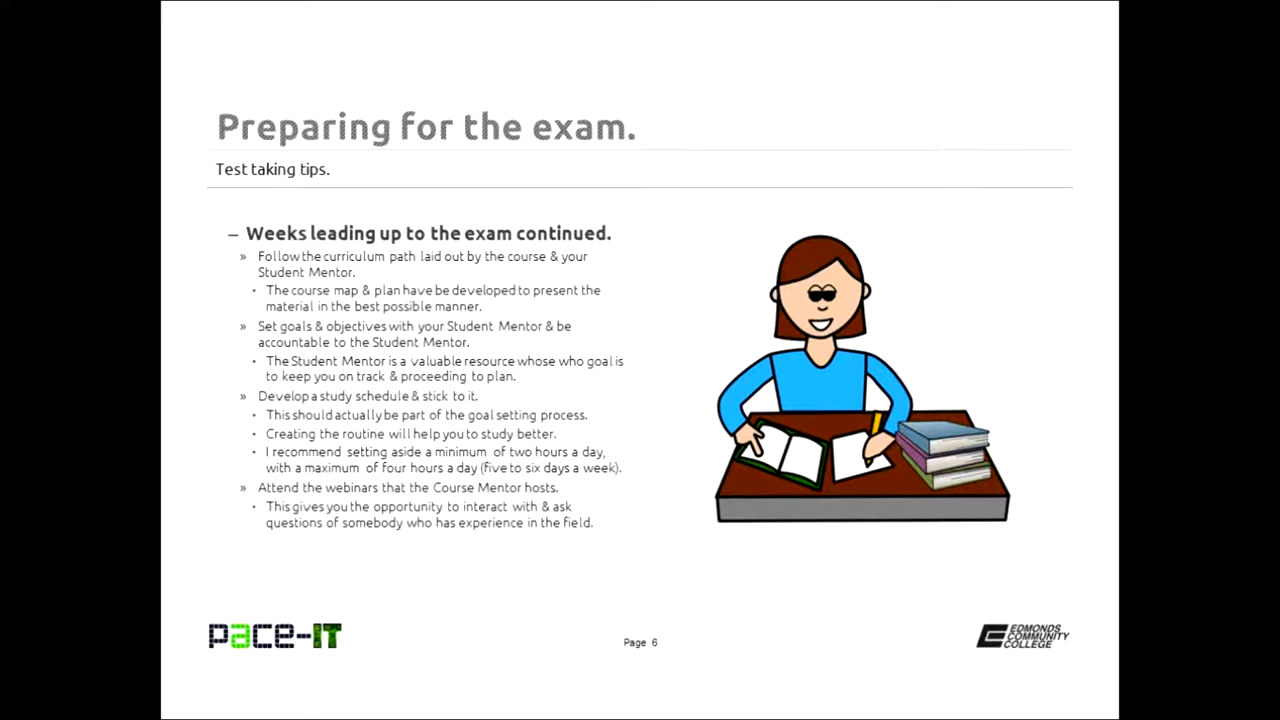 Preparing for the exam.
Test taking tips.
– Weeks leading up to the exam continued.
» Follow the curriculum path laid out by the course & your
Student Mentor.
• The course map & plan have been developed to present the
material in the best possible manner.
» Set goals & objectives with your Student Mentor & be
accountable to the Student Mentor.
• The Student Mentor is a valuable resource whose who goal is
to keep you on track & proceeding to plan.
» Develop a study schedule & stick to it.
• This should actually be part of the goal setting process.
• Creating the routine will help you to study better.
• I recommend setting aside a minimum of two hours a day,
with a maximum of four hours a day (five to six days a week).
» Attend the webinars that the Course Mentor hosts.
• This gives you the opportunity to interact with & ask
questions of somebody who has experience in the field.
pace-IT
Page 6
EDMONDS
COMMUNITY
COLLEGE